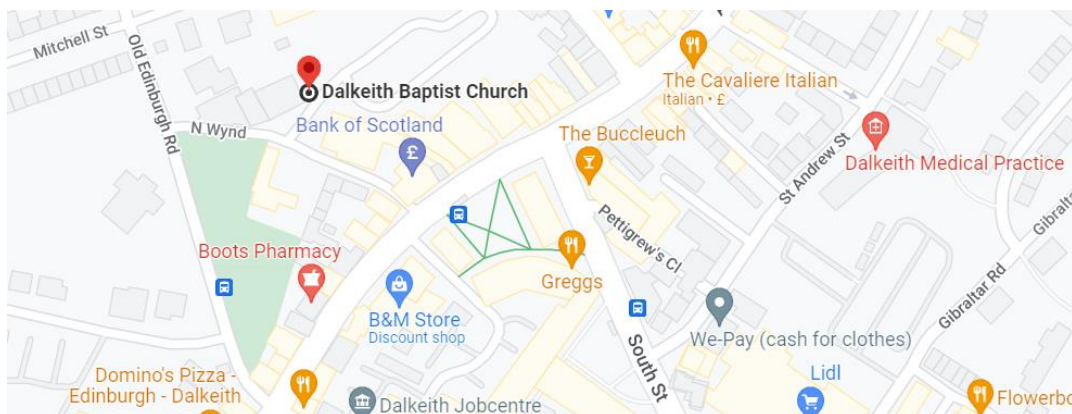 Mitchell St
Old Edinburgh Rd
Dalkeith Baptist Church
N Wynd
Bank of Scotland
£
The Cavaliere Italian
Italian • £
The Buccleuch
St Andrew St
Dalkeith Medical Practice
Pettigrew's Cl
Gibraltar
Boots Pharmacy
Greggs
Gibraltar Rd
B&M Store
Discount shop
We-Pay (cash for clothes)
South St
Domino's Pizza -
Edinburgh - Dalkeith
Lidl
Dalkeith Jobcentre
Flowerbo